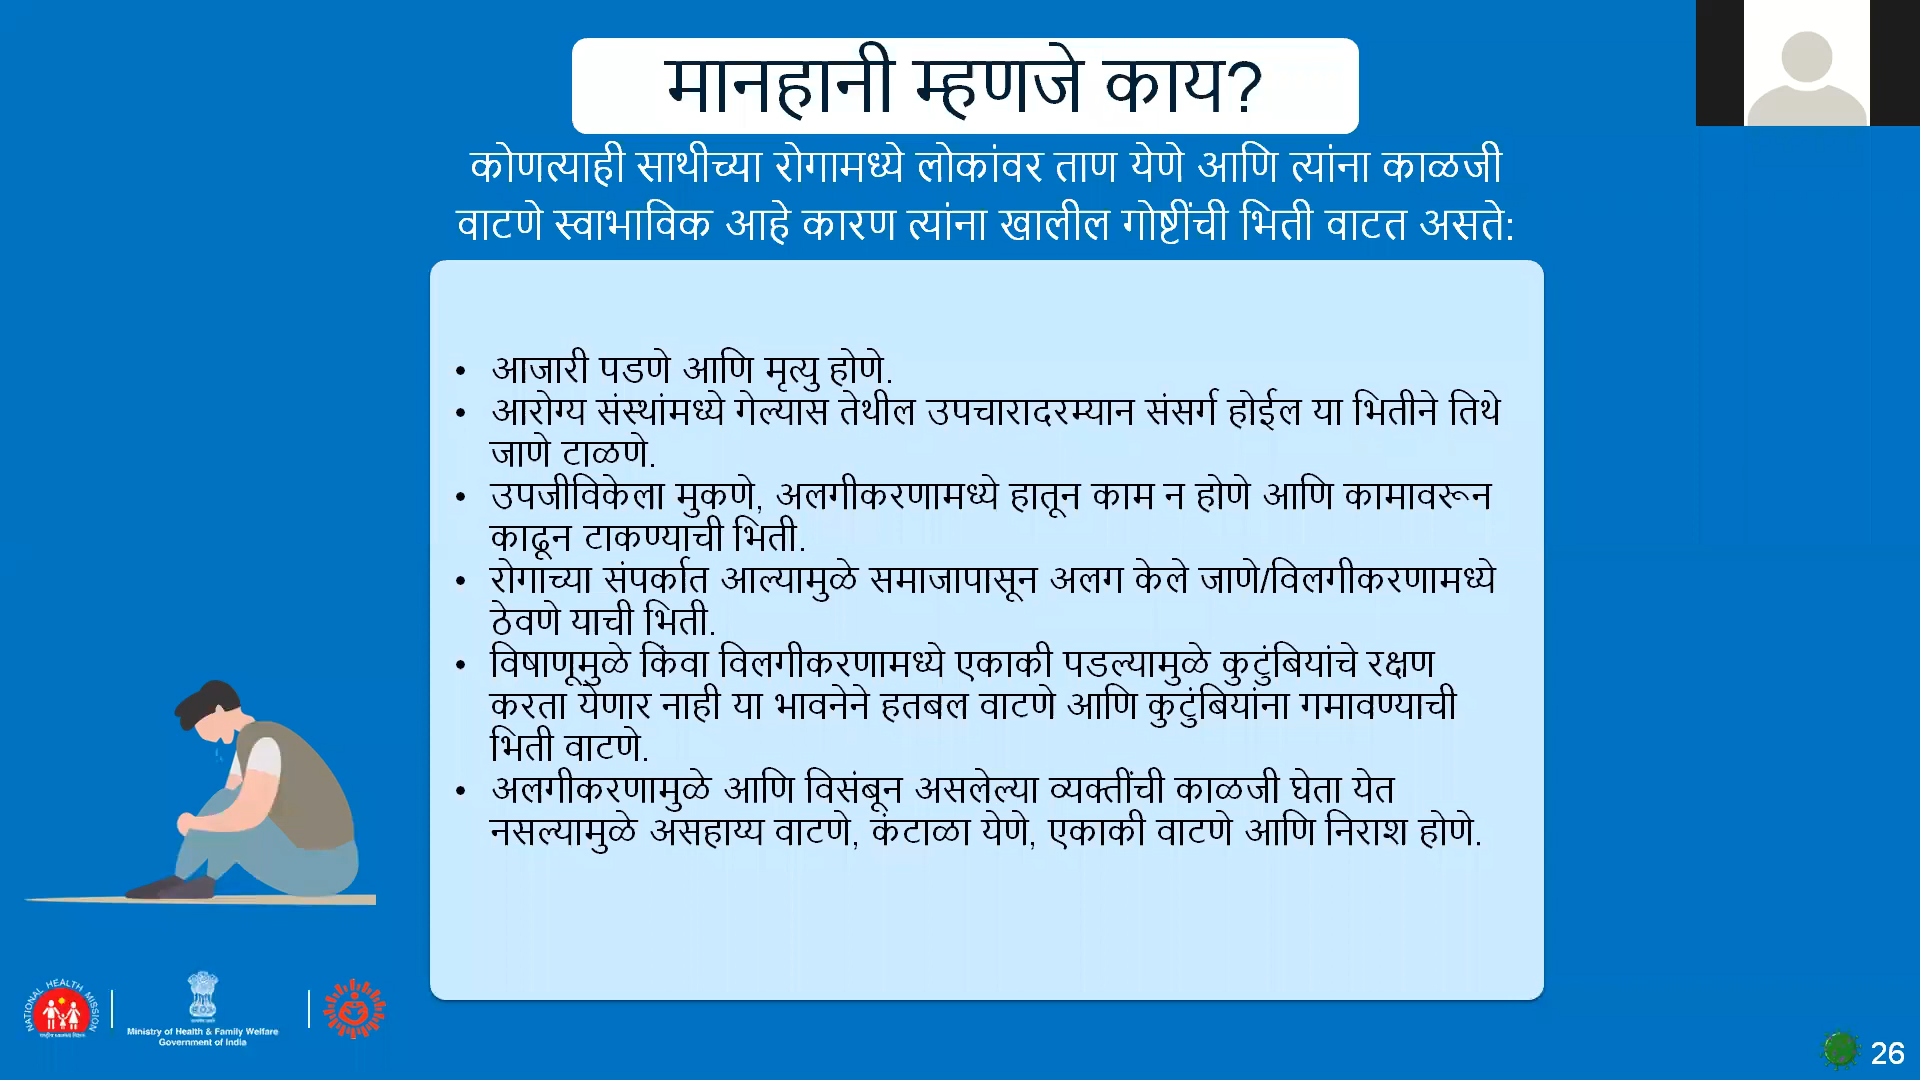 मानहानी म्हणजे काय?
कोणत्याही साथीच्या रोगामध्ये लोकांवर ताण येणे आणि त्यांना काळजी
वाटणे स्वाभाविक आहे कारण त्यांना खालील गोष्टींची भिती वाटत असते:
• आजारी पडणे आणि मृत्यु होणे.
• आरोग्य संस्थांमध्ये गेल्यास तेथील उपचारादरम्यान संसर्ग होईल या भितीने तिथे
जाणे टाळणे.
• उपजीविकेला मुकणे, अलगीकरणामध्ये हातून काम न होणे आणि कामावरून
काढून टाकण्याची भिती.
• रोगाच्या संपर्कात आल्यामुळे समाजापासून अलग केले जाणे/विलगीकरणामध्ये
ठेवणे याची भिती.
• विषाणूमुळे किंवा विलगीकरणामध्ये एकाकी पडल्यामुळे कुटुंबियांचे रक्षण
करता येणार नाही या भावनेने हतबल वाटणे आणि कुटुंबियांना गमावण्याची
भिती वाटणे.
• अलगीकरणामुळे आणि विसंबून असलेल्या व्यक्तींची काळजी घेता येत
नसल्यामुळे असहाय्य वाटणे, कंटाळा येणे, एकाकी वाटणे आणि निराश होणे.
NATIONAL HEALTH MISSION
Ministry of Health & Family Welfare
Government of India
26